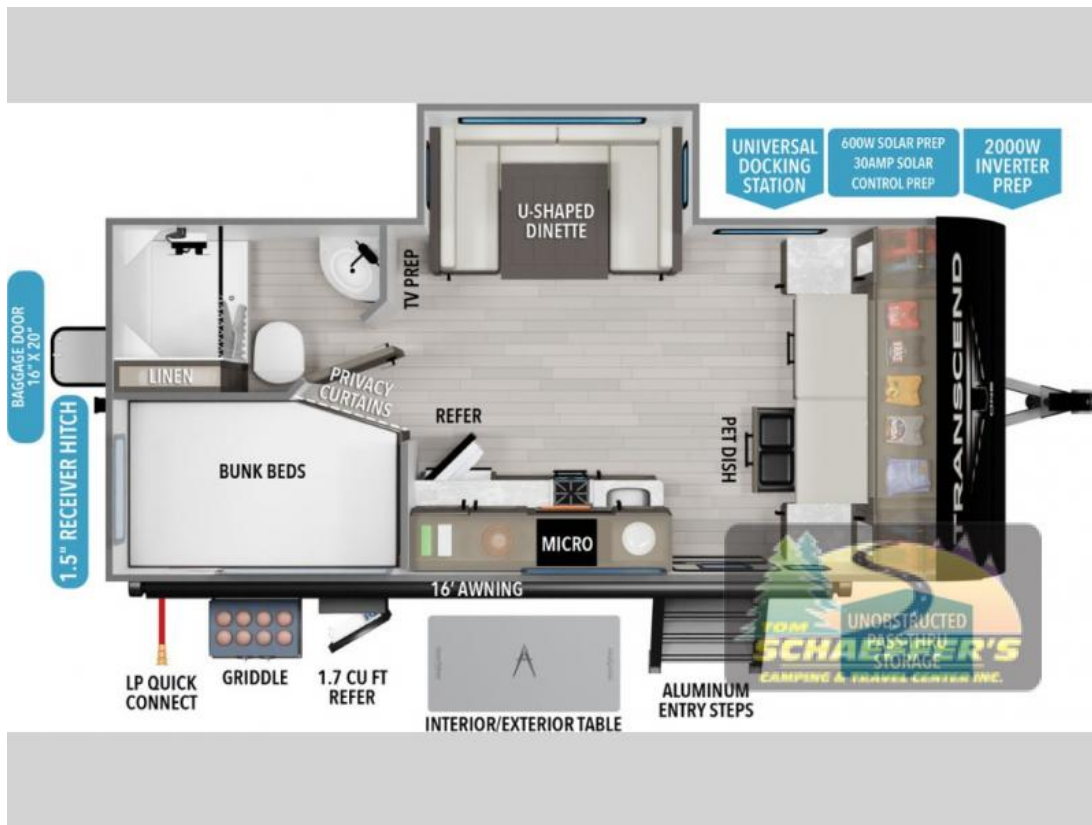 UNIVERSAL
DOCKING
STATION
600W SOLAR PREP
30AMP SOLAR
CONTROL PREP
2000W
INVERTER
PREP
U-SHAPED
DINETTE
TV PREP
BAGGAGE DOOR
16" X 20"
1.5" RECEIVER HITCH
LINEN
PRIVACY
CURTAINS
REFER
BUNK BEDS
MICRO
PET DISH
TRANSCEND
ONE
16' AWNING
LP QUICK
CONNECT
GRIDDLE
1.7 CU FT
REFER
INTERIOR/EXTERIOR TABLE
ALUMINUM
ENTRY STEPS
UNOBSTRUCTED
PASS-THRU
STORAGE
TOM
SCHAEFFER'S
CAMPING & TRAVEL CENTER INC.